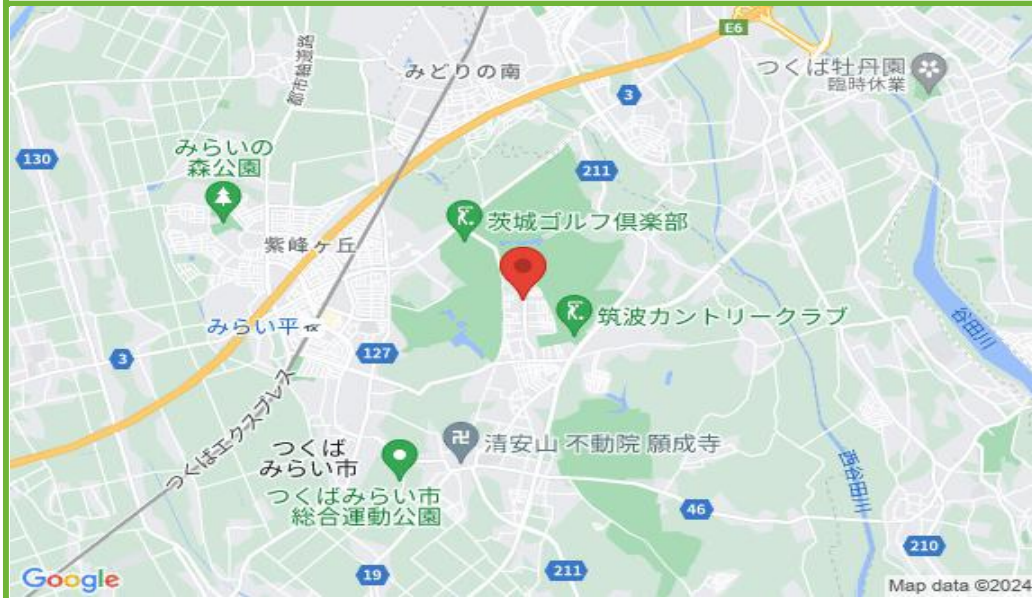 E6
みどりの南
つくば牡丹園
臨時休業
都市軸道路
3
130
みらいの
森公園
211
茨城ゴルフ倶楽部
紫峰ヶ丘
筑波カントリークラブ
みらい平
127
3
谷田川
つくばエクスプレス
つくば
みらい市
清安山 不動院 願成寺
つくばみらい市
総合運動公園
西谷田川
46
210
19
211
Google
Map data ©2024